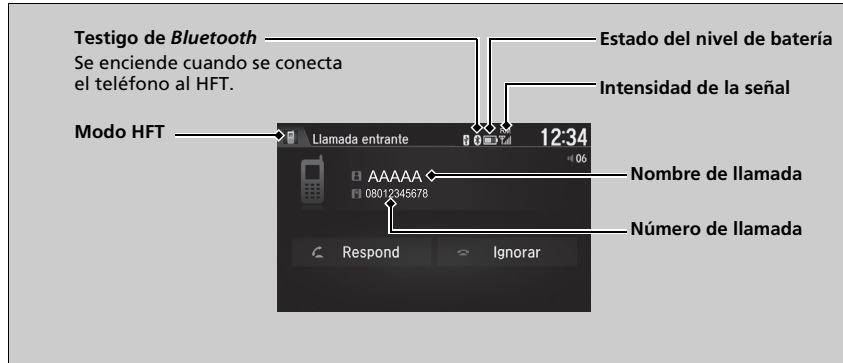 Testigo de Bluetooth
Se enciende cuando se conecta
el teléfono al HFT.
Estado del nivel de batería
Intensidad de la señal
Modo HFT
Llamada entrante
12:34
06
AAAAA
Nombre de llamada
08012345678
Número de llamada
Respond
Ignorar